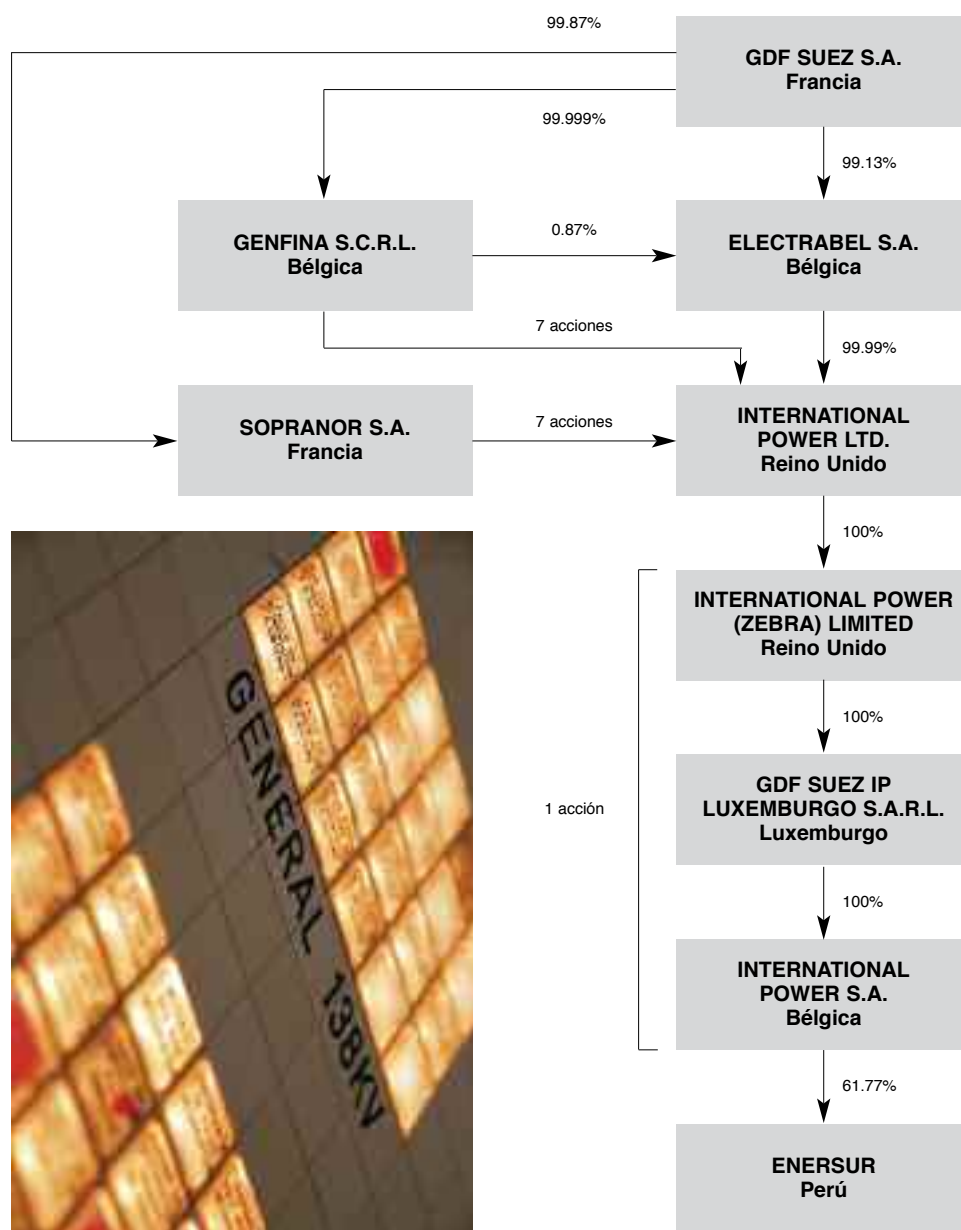 99.87%
GDF SUEZ S.A.
Francia
99.999%
99.13%
GENFINA S.C.R.L.
Bélgica
0.87%
ELECTRABEL S.A.
Bélgica
7 acciones
99.99%
SOPRANOR S.A.
Francia
7 acciones
INTERNATIONAL
POWER LTD.
Reino Unido
100%
INTERNATIONAL POWER
(ZEBRA) LIMITED
Reino Unido
100%
GDF SUEZ IP
LUXEMBURGO S.A.R.L.
Luxemburgo
1 acción
100%
INTERNATIONAL
POWER S.A.
Bélgica
61.77%
ENERSUR
Perú
GENERAL 138KV